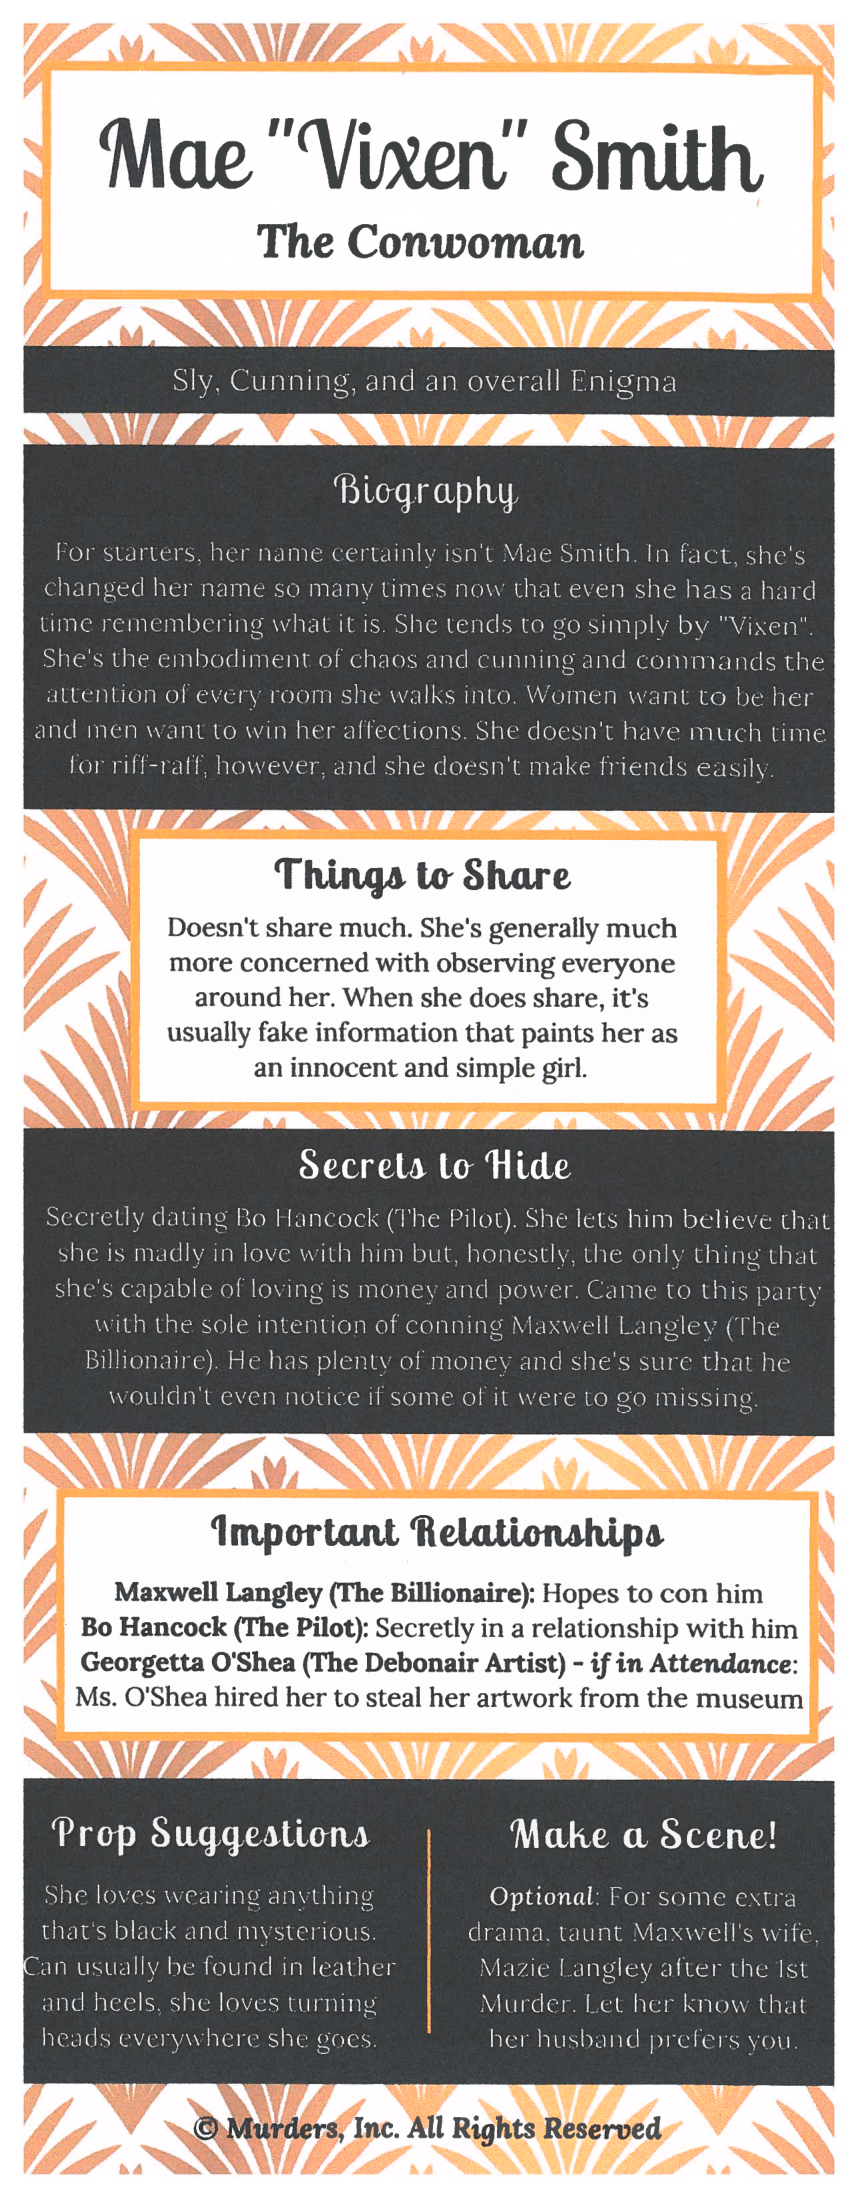 Mae "Vixen" Smith
The Conwoman
Sly, Cunning, and an overall Enigma
Biography
For starters, her name certainly isn't Mae Smith. In fact, she's
changed her name so many times now that even she has a hard
time remembering what it is. She tends to go simply by "Vixen".
She's the embodiment of chaos and cunning and commands the
attention of every room she walks into. Women want to be her
and men want to win her affections. She doesn't have much time
for riff-raff, however, and she doesn't make friends easily.
Things to Share
Doesn't share much. She's generally much
more concerned with observing everyone
around her. When she does share, it's
usually fake information that paints her as
an innocent and simple girl.
Secrets to Hide
Secretly dating Bo Hancock (The Pilot). She lets him believe that
she is madly in love with him but, honestly, the only thing that
she's capable of loving is money and power. Came to this party
with the sole intention of conning Maxwell Langley (The
Billionaire). He has plenty of money and she's sure that he
wouldn't even notice if some of it were to go missing.
Important Relationships
Maxwell Langley (The Billionaire): Hopes to con him
Bo Hancock (The Pilot): Secretly in a relationship with him
Georgetta O'Shea (The Debonair Artist) - if in Attendance:
Ms. O'Shea hired her to steal her artwork from the museum
Prop Suggestions
She loves wearing anything
that's black and mysterious.
Can usually be found in leather
and heels, she loves turning
heads everywhere she goes.
Make a Scene!
Optional: For some extra
drama, taunt Maxwell's wife,
Mazie Langley after the 1st
Murder. Let her know that
her husband prefers you.
© Murders, Inc. All Rights Reserved